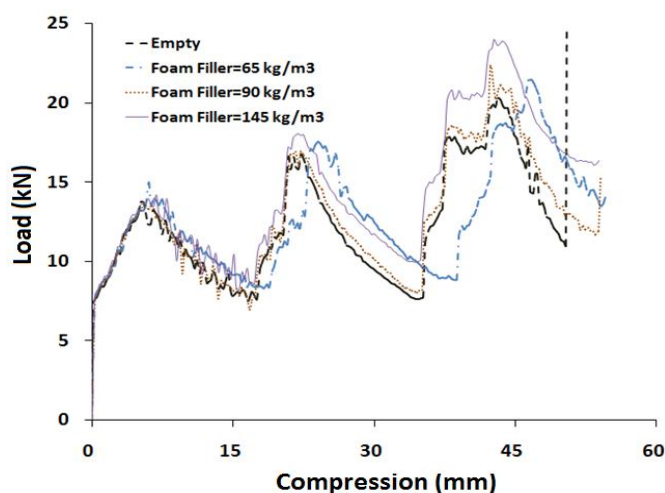 25
20
15
10
5
0
Load (kN)
Empty
Foam Filler=65 kg/m3
Foam Filler=90 kg/m3
Foam Filler=145 kg/m3
0 15 30 45 60
Compression (mm)